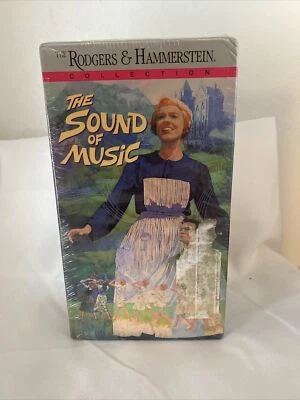 THE RODGERS & HAMMERSTEIN
COLLECTION
THE
SOUND
OF
MUSIC